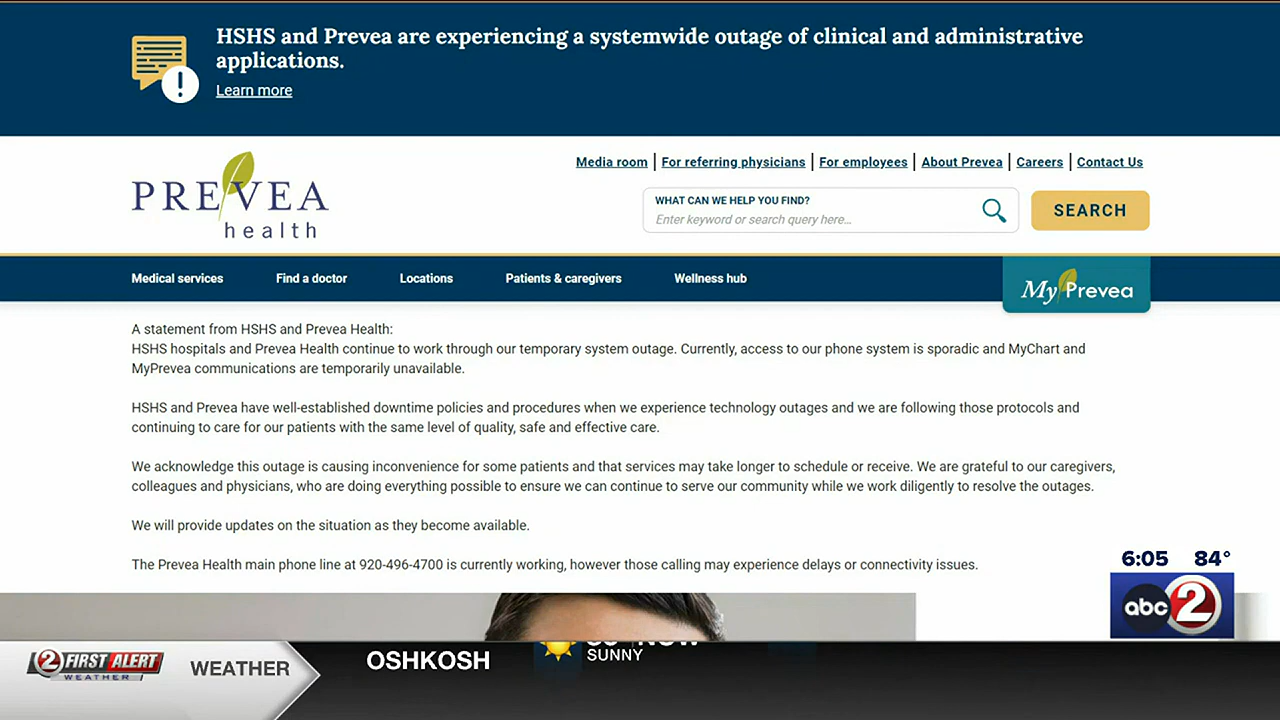 HSHS and Prevea are experiencing a systemwide outage of clinical and administrative
applications.
Learn more
Media room | For referring physicians | For employees | About Prevea | Careers | Contact Us
PREVEA
health
WHAT CAN WE HELP YOU FIND?
Enter keyword or search query here...
SEARCH
Medical services Find a doctor Locations Patients & caregivers Wellness hub
My Prevea
A statement from HSHS and Prevea Health:
HSHS hospitals and Prevea Health continue to work through our temporary system outage. Currently, access to our phone system is sporadic and MyChart and
MyPrevea communications are temporarily unavailable.
HSHS and Prevea have well-established downtime policies and procedures when we experience technology outages and we are following those protocols and
continuing to care for our patients with the same level of quality, safe and effective care.
We acknowledge this outage is causing inconvenience for some patients and that services may take longer to schedule or receive. We are grateful to our caregivers,
colleagues and physicians, who are doing everything possible to ensure we can continue to serve our community while we work diligently to resolve the outages.
We will provide updates on the situation as they become available.
The Prevea Health main phone line at 920-496-4700 is currently working, however those calling may experience delays or connectivity issues.
6:05 84°
abc 2
2 FIRST ALERT
WEATHER
WEATHER
OSHKOSH
NOW
SUNNY